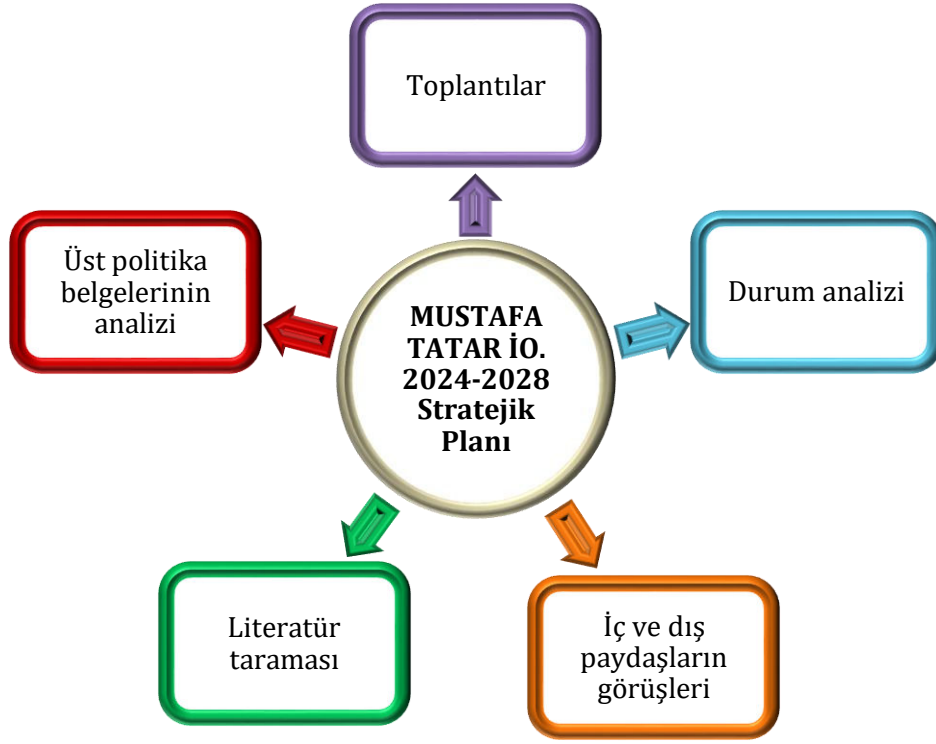 Toplantılar
Üst politika
belgelerinin
analizi
Durum analizi
MUSTAFA
TATAR İO.
2024-2028
Stratejik
Planı
Literatür
taraması
İç ve dış
paydaşların
görüşleri